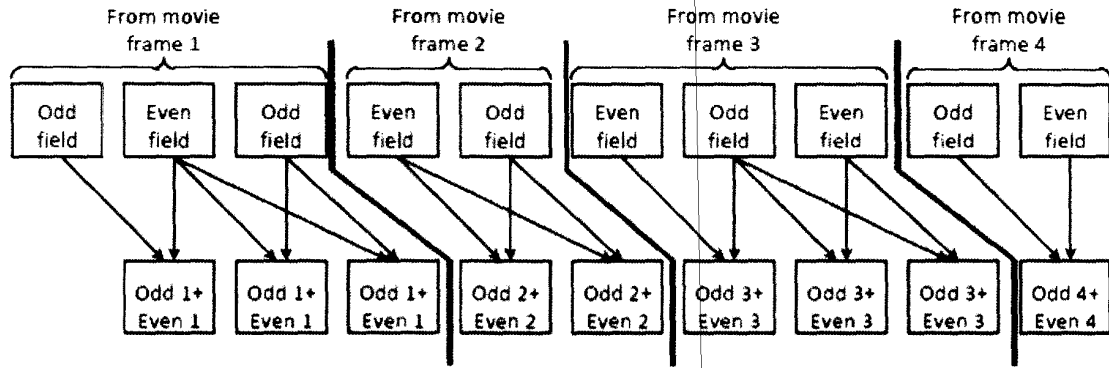 From movie
frame 1
From movie
frame 2
From movie
frame 3
From movie
frame 4
Odd
field
Even
field
Odd
field
Even
field
Odd
field
Even
field
Odd
field
Even
field
Odd
field
Even
field
Odd 1+
Even 1
Odd 1+
Even 1
Odd 1+
Even 1
Odd 2+
Even 2
Odd 2+
Even 2
Odd 3+
Even 3
Odd 3+
Even 3
Odd 3+
Even 3
Odd 4+
Even 4